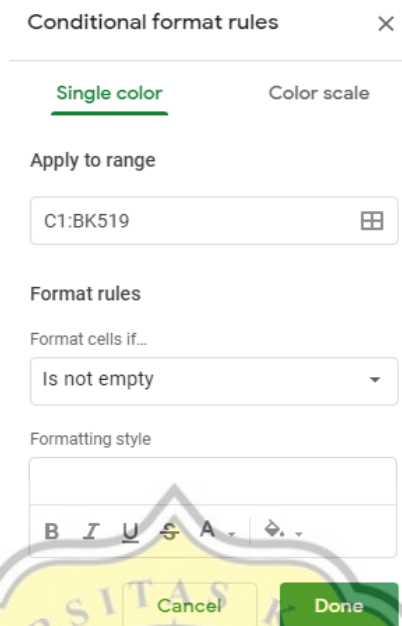 Conditional format rules
Single color Color scale
Apply to range
C1:BK519
Format rules
Format cells if…
Is not empty
Formatting style
B I U S A
SITAS K
Cancel Done